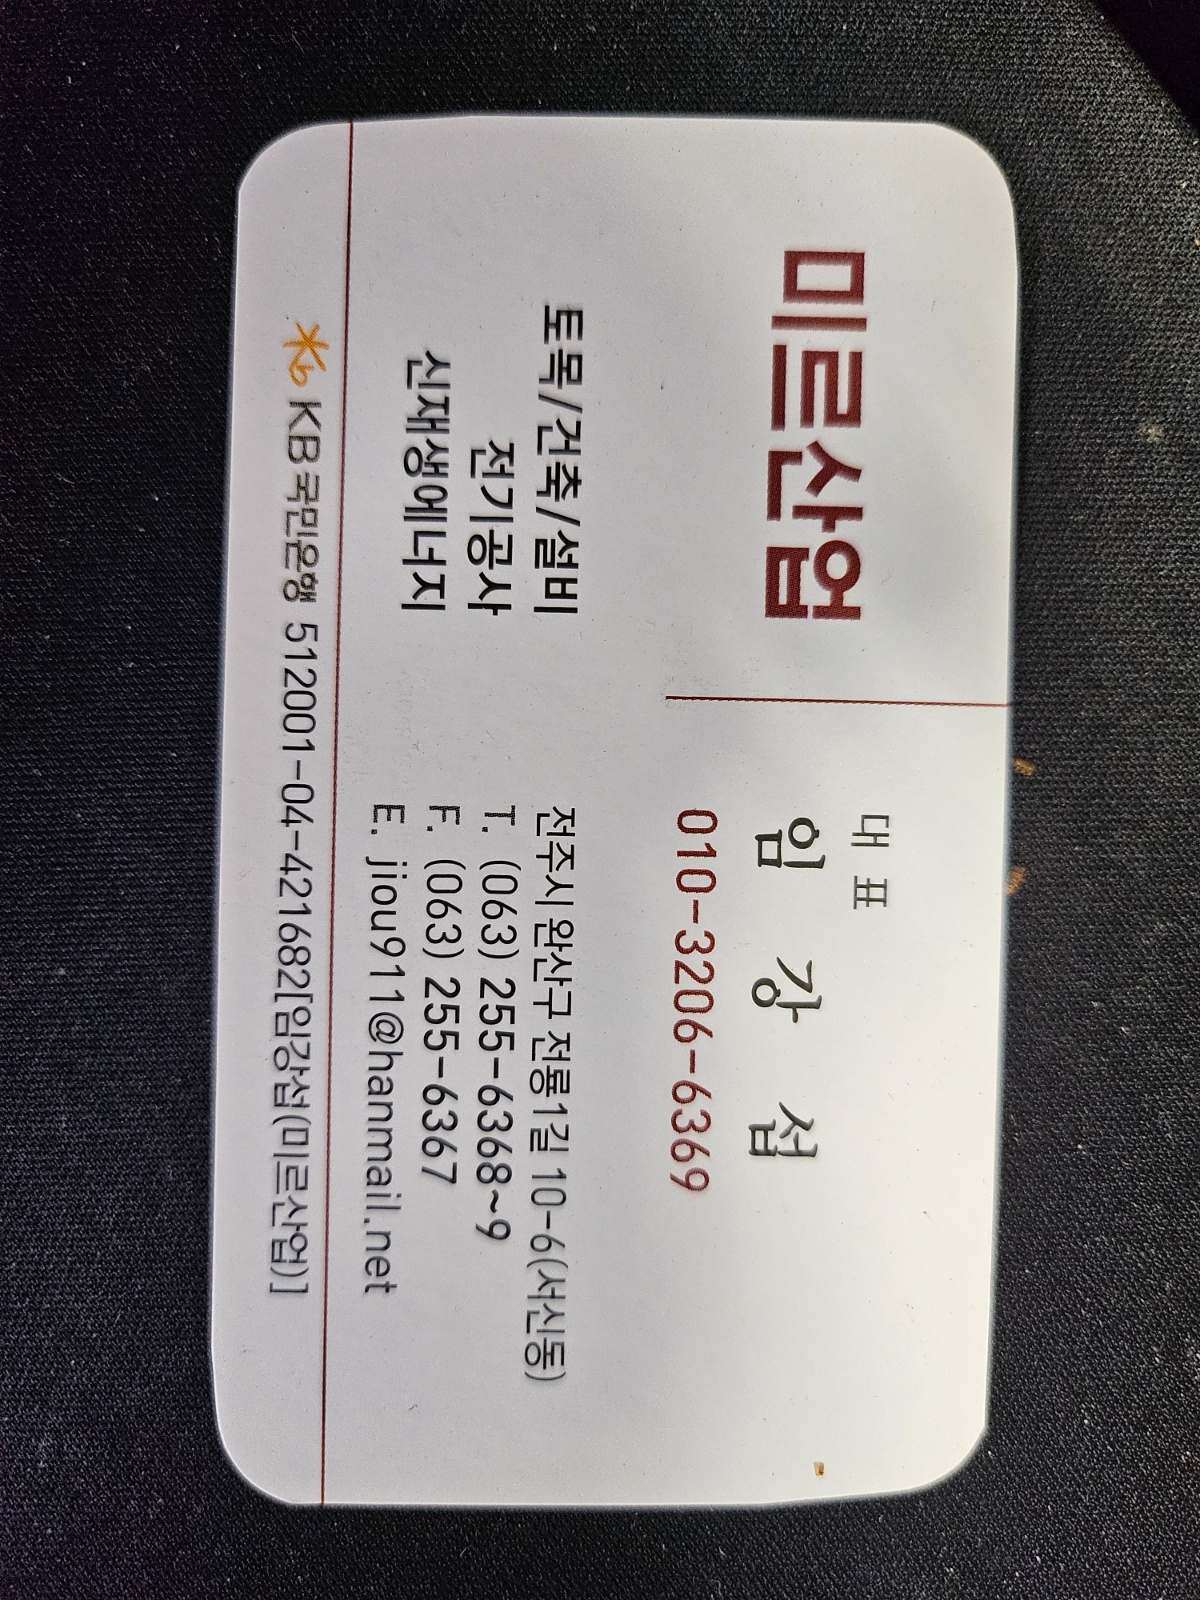 미르산업
대 표
임 강 섭
010-3206-6369
토목/건축/설비
전기공사
신재생에너지
전주시 완산구 전룡1길 10-6(서신동)
T. (063) 255-6368~9
F. (063) 255-6367
E. jiou911@hanmail.net
KB국민은행 512001-04-421682[임강섭(미르산업)]